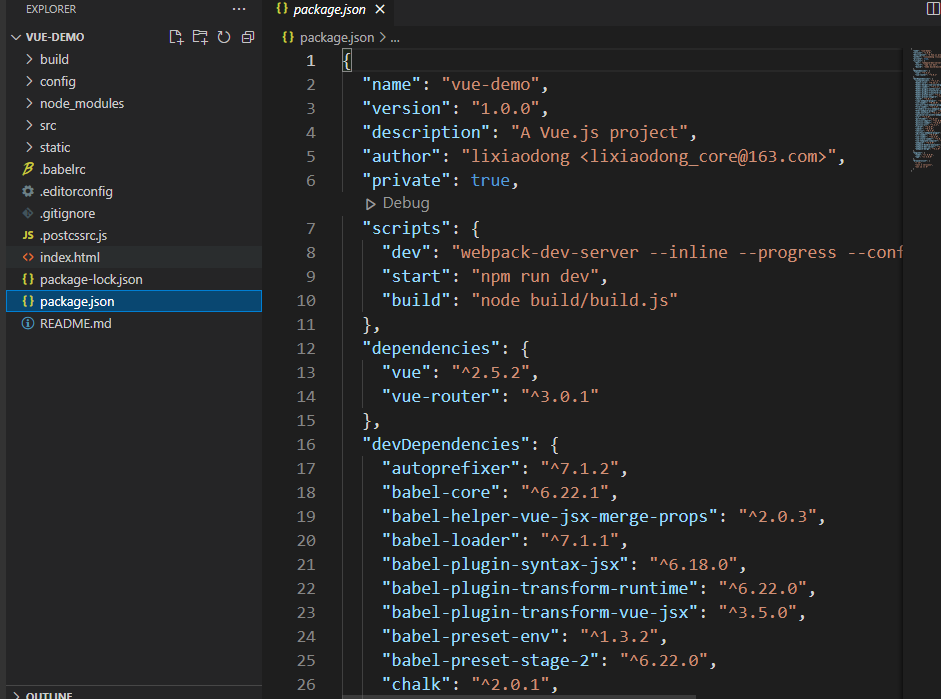 EXPLORER
VUE-DEMO
build
config
node_modules
src
static
.babelrc
.editorconfig
.gitignore
JS .postcssrc.js
<> index.html
{} package-lock.json
{} package.json
README.md
OUTLINE
{} package.json ×
{} package.json > ...
1 {
2 "name": "vue-demo",
3 "version": "1.0.0",
4 "description": "A Vue.js project",
5 "author": "lixiaodong <lixiaodong_core@163.com>",
6 "private": true,
Debug
7 "scripts": {
8 "dev": "webpack-dev-server --inline --progress --conf
9 "start": "npm run dev",
10 "build": "node build/build.js"
11 },
12 "dependencies": {
13 "vue": "^2.5.2",
14 "vue-router": "^3.0.1"
15 },
16 "devDependencies": {
17 "autoprefixer": "^7.1.2",
18 "babel-core": "^6.22.1",
19 "babel-helper-vue-jsx-merge-props": "^2.0.3",
20 "babel-loader": "^7.1.1",
21 "babel-plugin-syntax-jsx": "^6.18.0",
22 "babel-plugin-transform-runtime": "^6.22.0",
23 "babel-plugin-transform-vue-jsx": "^3.5.0",
24 "babel-preset-env": "^1.3.2",
25 "babel-preset-stage-2": "^6.22.0",
26 "chalk": "^2.0.1",